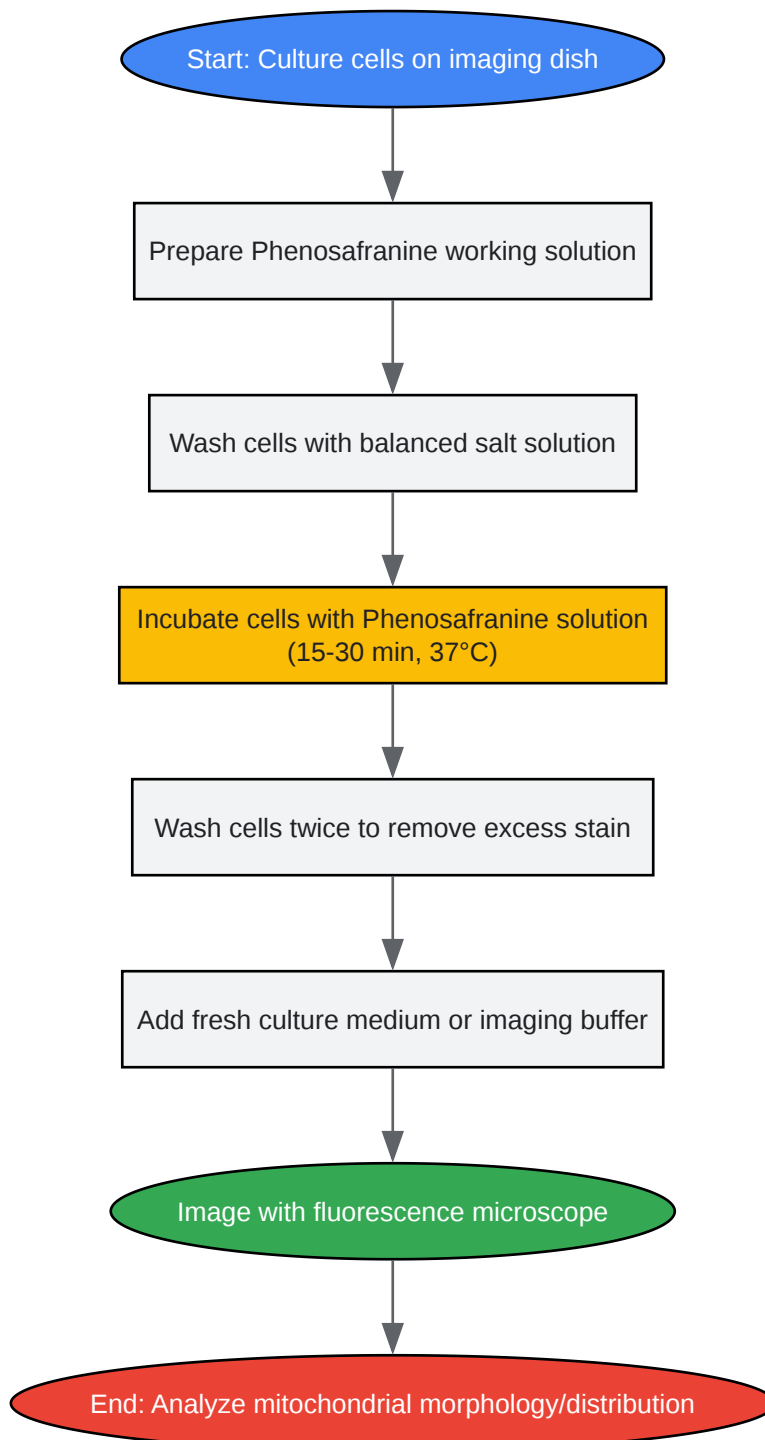 Start: Culture cells on imaging dish
Prepare Phenosafranine working solution
Wash cells with balanced salt solution
Incubate cells with Phenosafranine solution
(15-30 min, 37°C)
Wash cells twice to remove excess stain
Add fresh culture medium or imaging buffer
Image with fluorescence microscope
End: Analyze mitochondrial morphology/distribution